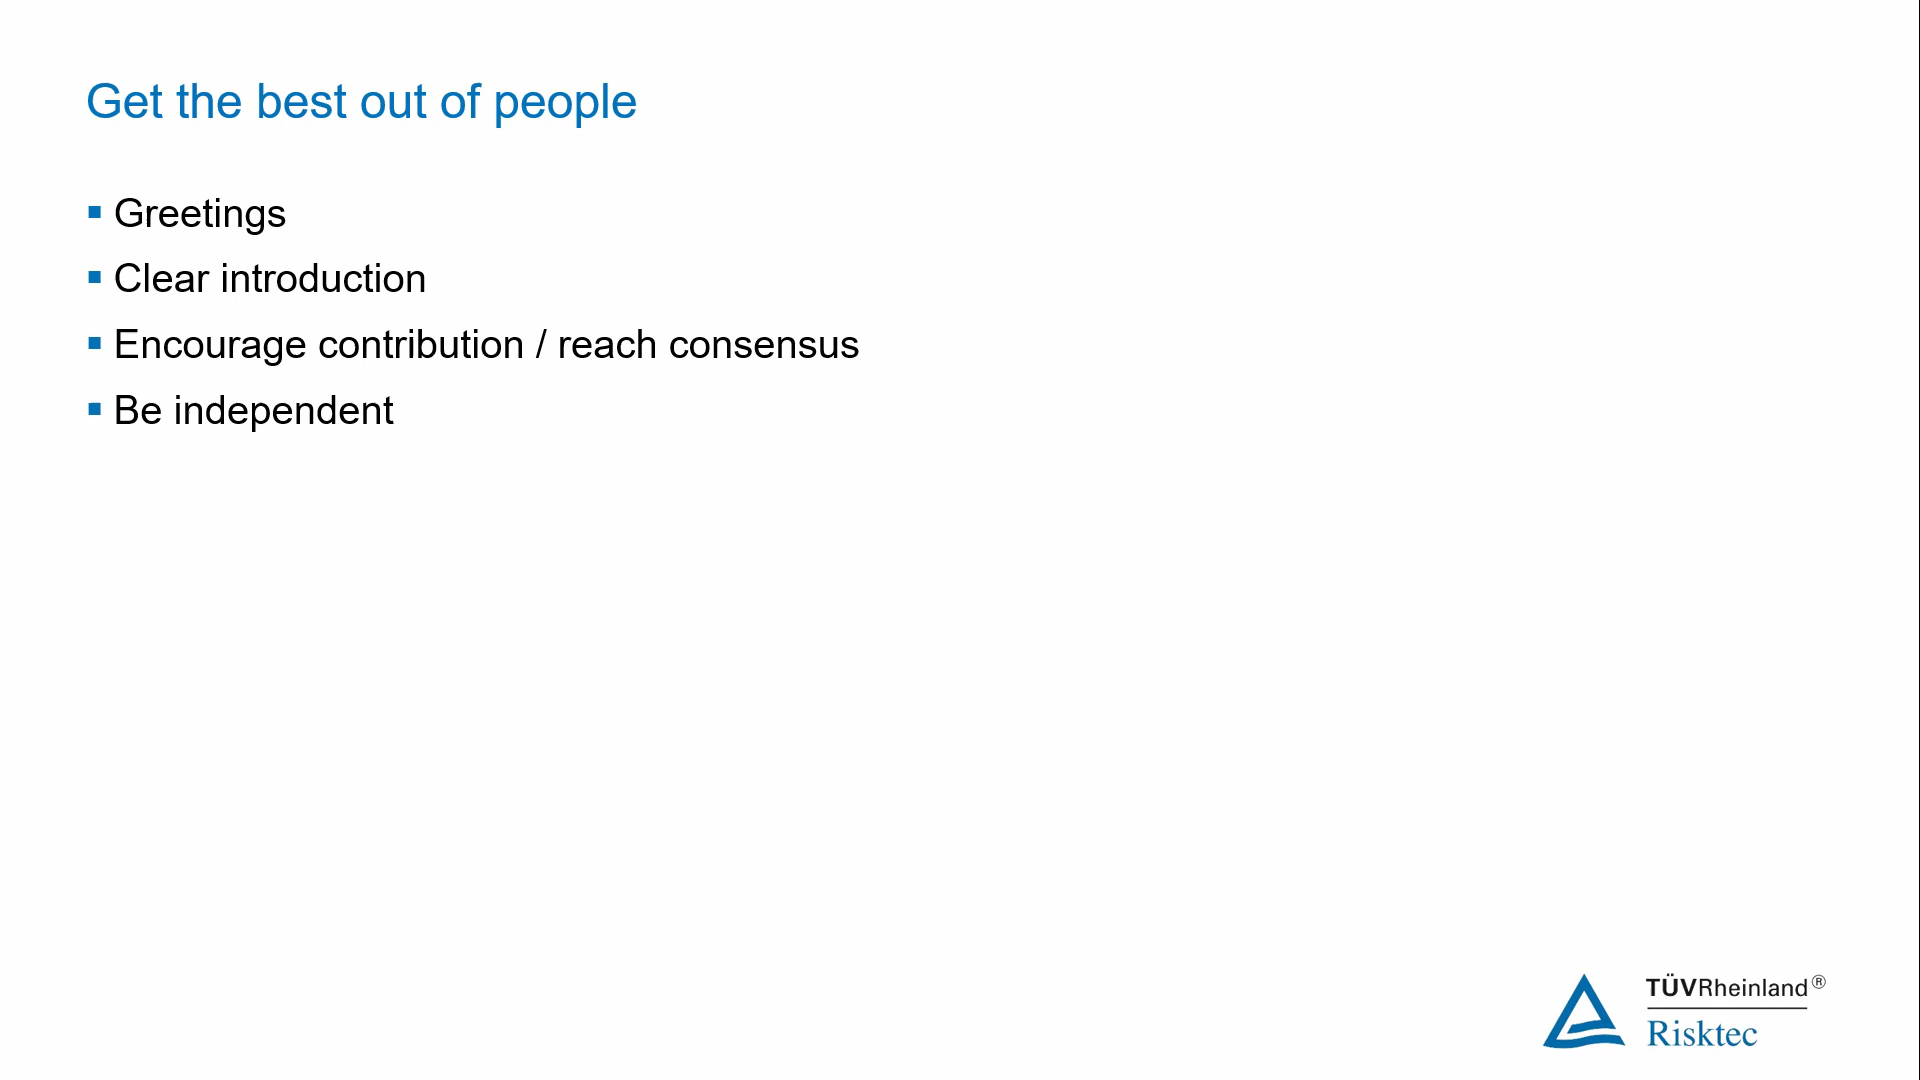 Get the best out of people
Greetings
Clear introduction
Encourage contribution / reach consensus
Be independent
TÜVRheinland®
Risktec